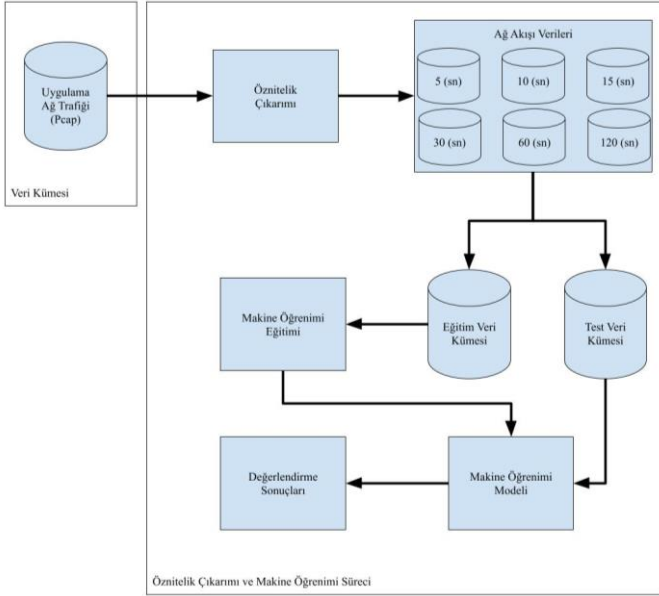 Ağ Akışı Verileri
Uygulama
Ağ Trafiği
(Pcap)
Öznitelik
Çıkarımı
5 (sn)
10 (sn)
15 (sn)
30 (sn)
60 (sn)
120 (sn)
Veri Kümesi
Makine Öğrenimi
Eğitimi
Eğitim Veri
Kümesi
Test Veri
Kümesi
Değerlendirme
Sonuçları
Makine Öğrenimi
Modeli
Öznitelik Çıkarımı ve Makine Öğrenimi Süreci